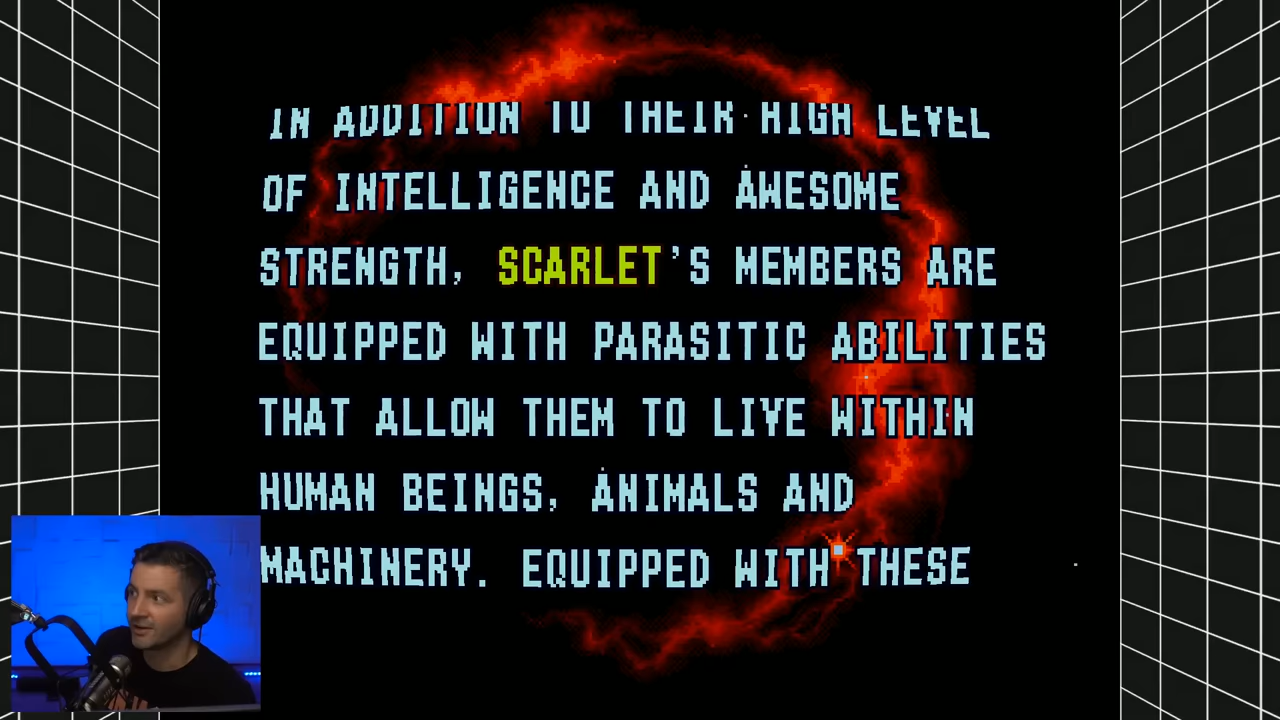 IN ADDITION TO THEIR HIGH LEVEL
OF INTELLIGENCE AND AWESOME
STRENGTH, SCARLET'S MEMBERS ARE
EQUIPPED WITH PARASITIC ABILITIES
THAT ALLOW THEM TO LIVE WITHIN
HUMAN BEINGS, ANIMALS AND
MACHINERY. EQUIPPED WITH THESE